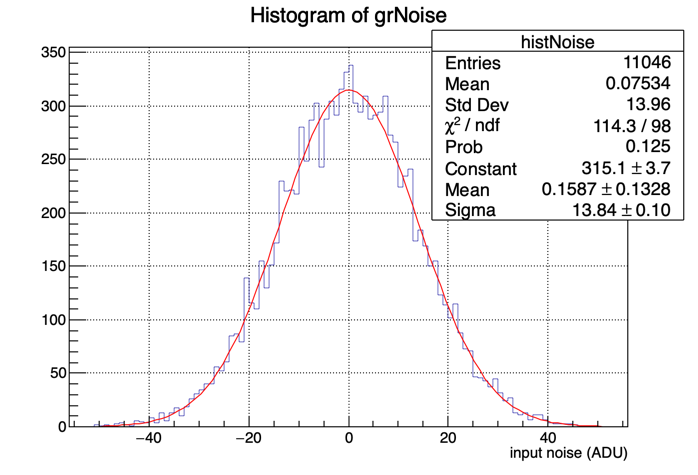 Histogram of grNoise
histNoise
Entries 11046
Mean 0.07534
Std Dev 13.96
χ² / ndf 114.3 / 98
Prob 0.125
Constant 315.1 ± 3.7
Mean 0.1587 ± 0.1328
Sigma 13.84 ± 0.10
350
300
250
200
150
100
50
0
−40 −20 0 20 40
input noise (ADU)